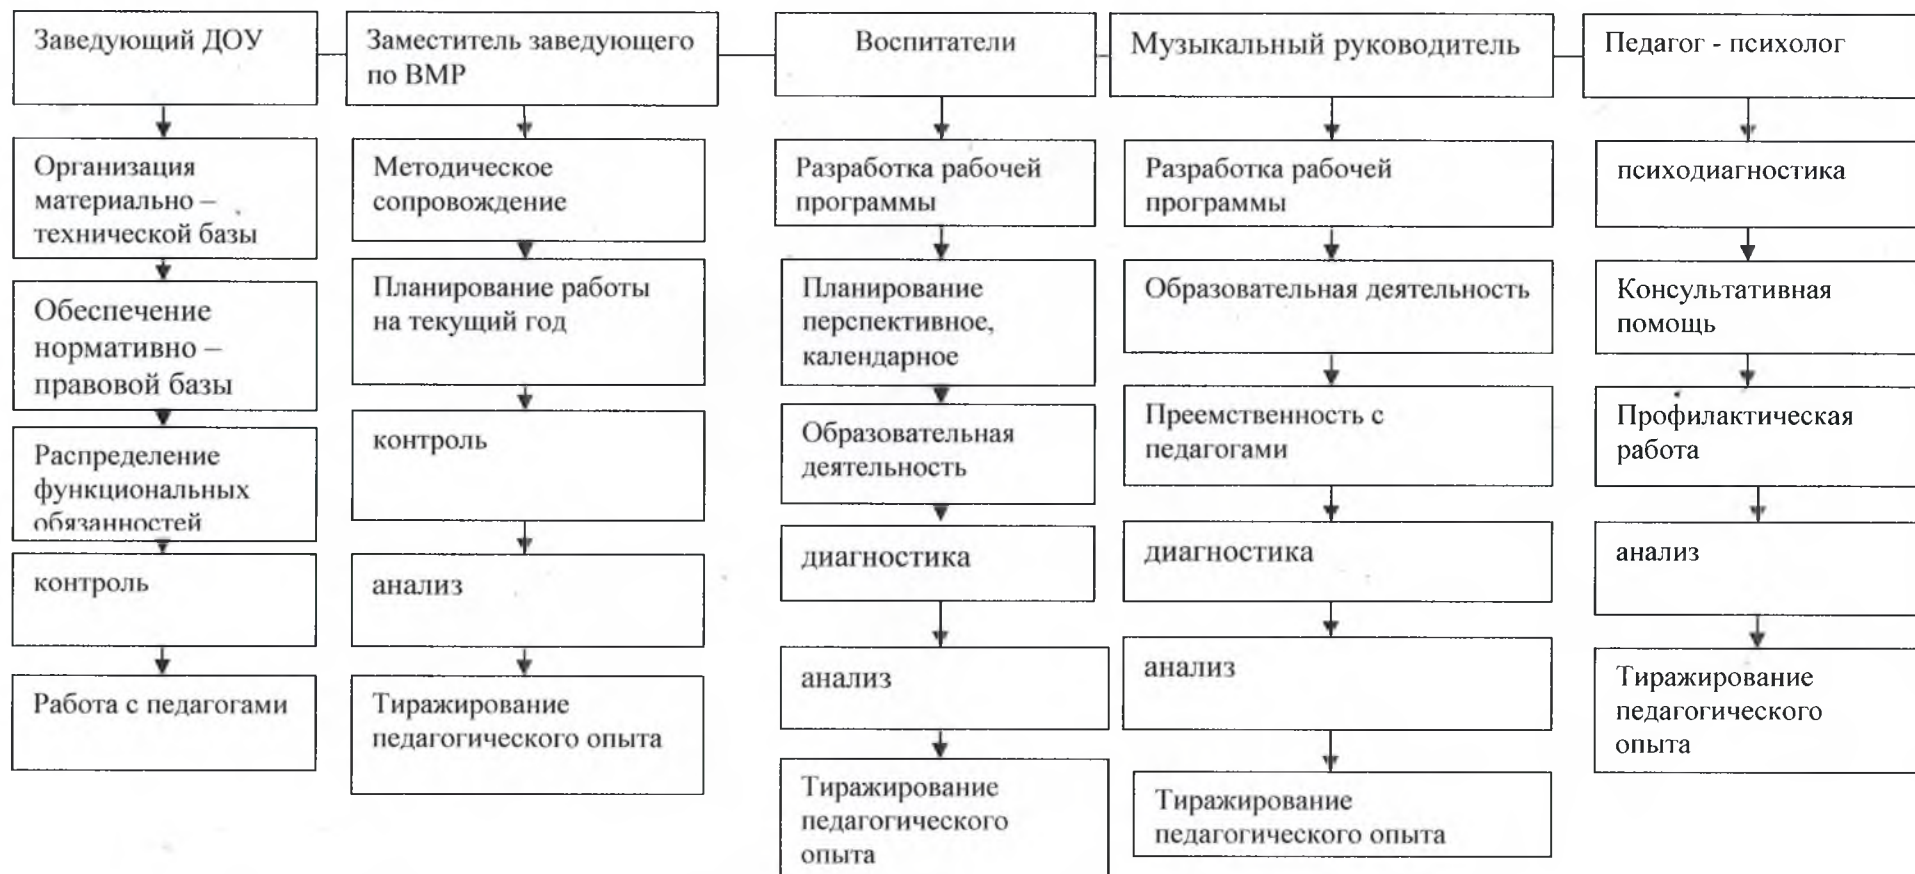 Заведующий ДОУ
Заместитель заведующего
по ВМР
Воспитатели
Музыкальный руководитель
Педагог - психолог
Организация
материально –
технической базы
Методическое
сопровождение
Разработка рабочей
программы
Разработка рабочей
программы
психодиагностика
Обеспечение
нормативно –
правовой базы
Планирование работы
на текущий год
Планирование
перспективное,
календарное
Образовательная деятельность
Консультативная
помощь
Распределение
функциональных
обязанностей
контроль
Образовательная
деятельность
Преемственность с
педагогами
Профилактическая
работа
контроль
анализ
диагностика
диагностика
анализ
Работа с педагогами
Тиражирование
педагогического опыта
анализ
анализ
Тиражирование
педагогического
опыта
Тиражирование
педагогического
опыта
Тиражирование
педагогического опыта